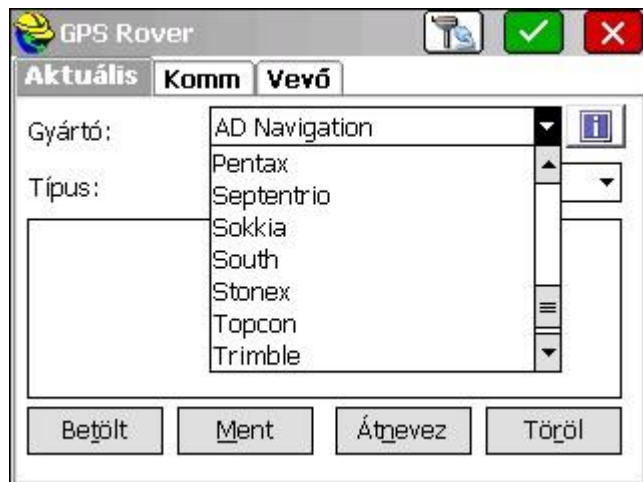 GPS Rover
Aktuális Komm Vevő
Gyártó: AD Navigation
Pentax
Típus:
Septentrio
Sokkia
South
Stonex
Topcon
Trimble
Betölt Ment Átnevez Töröl